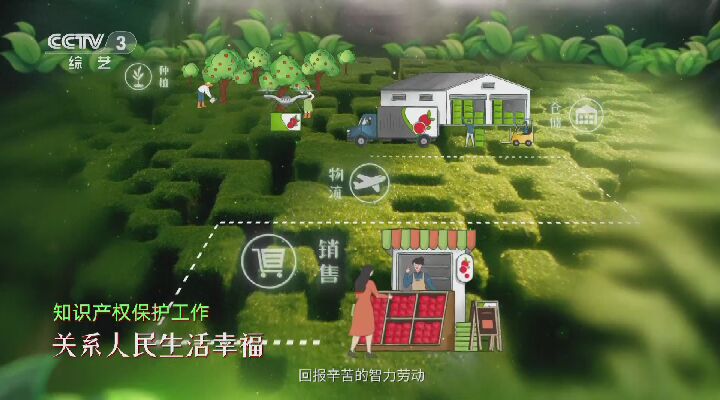 CCTV 3
综艺
种植
仓储
物流
销售
知识产权保护工作
关系人民生活幸福
回报辛苦的智力劳动